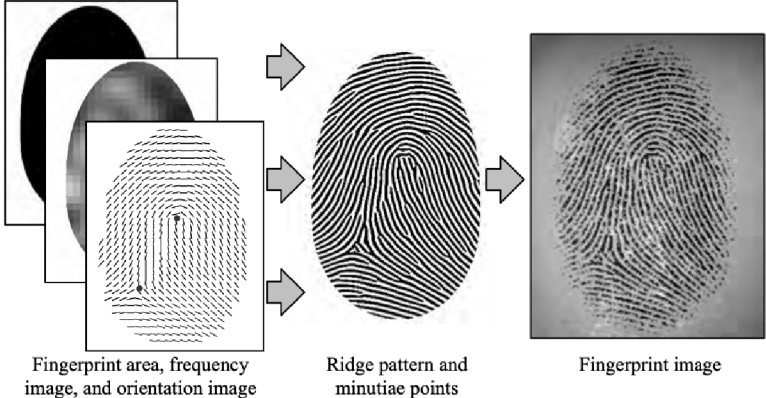 Fingerprint area, frequency
image, and orientation image
Ridge pattern and
minutiae points
Fingerprint image